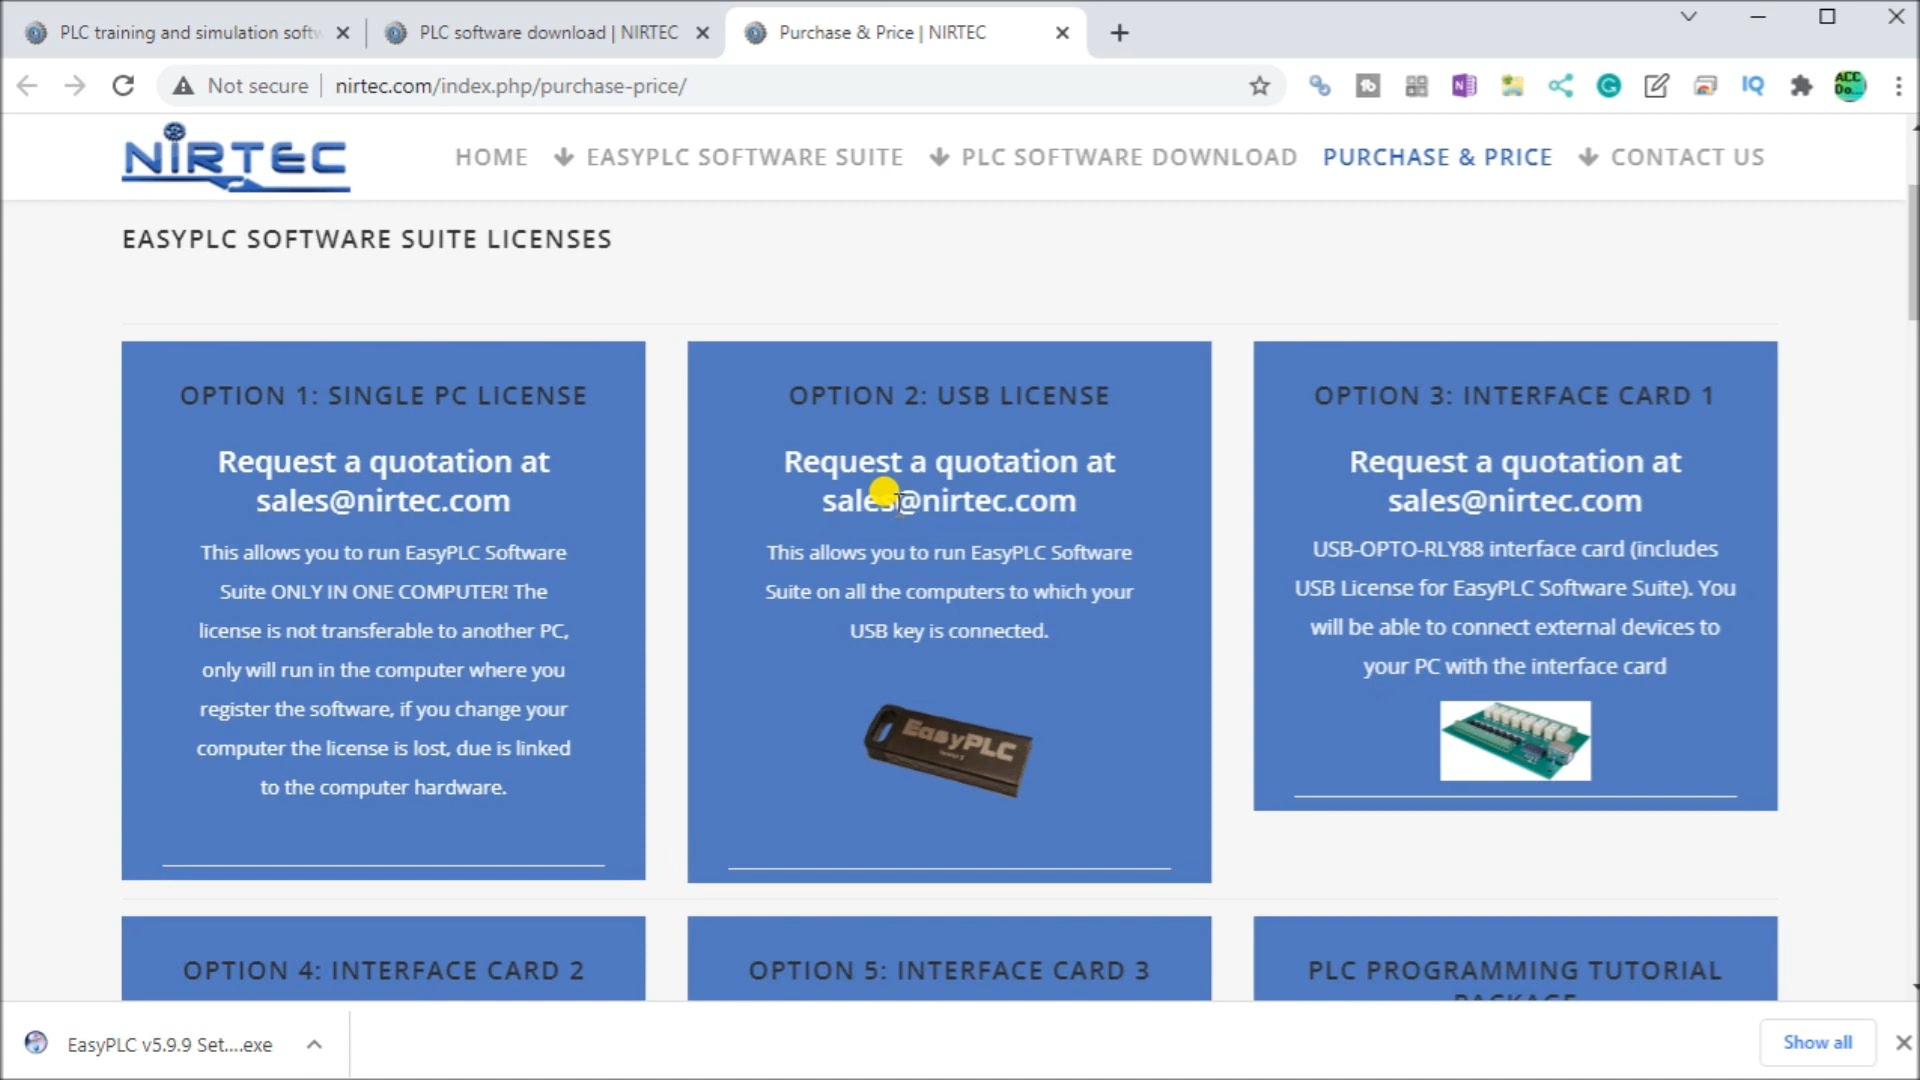 PLC training and simulation softw
PLC software download | NIRTEC
Purchase & Price | NIRTEC
Not secure
nirtec.com/index.php/purchase-price/
IQ
ACC
Do...
NIRTEC
HOME
EASYPLC SOFTWARE SUITE
PLC SOFTWARE DOWNLOAD
PURCHASE & PRICE
CONTACT US
EASYPLC SOFTWARE SUITE LICENSES
OPTION 1: SINGLE PC LICENSE
Request a quotation at
sales@nirtec.com
This allows you to run EasyPLC Software
Suite ONLY IN ONE COMPUTER! The
license is not transferable to another PC,
only will run in the computer where you
register the software, if you change your
computer the license is lost, due is linked
to the computer hardware.
OPTION 2: USB LICENSE
Request a quotation at
sales@nirtec.com
This allows you to run EasyPLC Software
Suite on all the computers to which your
USB key is connected.
EasyPLC
OPTION 3: INTERFACE CARD 1
Request a quotation at
sales@nirtec.com
USB-OPTO-RLY88 interface card (includes
USB License for EasyPLC Software Suite). You
will be able to connect external devices to
your PC with the interface card
OPTION 4: INTERFACE CARD 2
OPTION 5: INTERFACE CARD 3
PLC PROGRAMMING TUTORIAL
PACKAGE
EasyPLC v5.9.9 Set....exe
Show all